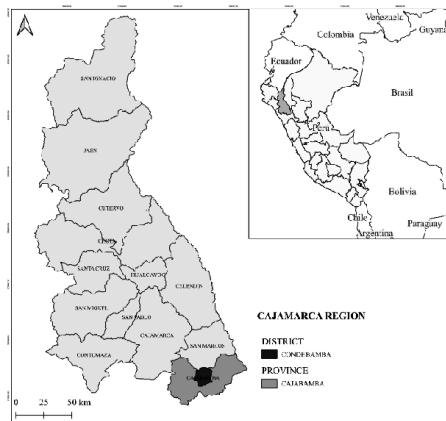 SAN IGNACIO
JAEN
CUTERVO
CHOTA
SANTA CRUZ
HUALGAYOC
CELENDIN
SAN MIGUEL
SAN PABLO
CAJAMARCA
SAN MARCOS
CONTUMAZA
0 25 50 km
Venezuela
Guyana
Colombia
Ecuador
Brasil
Peru
Bolivia
Chile
Paraguay
Argentina
CAJAMARCA REGION
DISTRICT
CONDEBAMBA
PROVINCE
CAJABAMBA